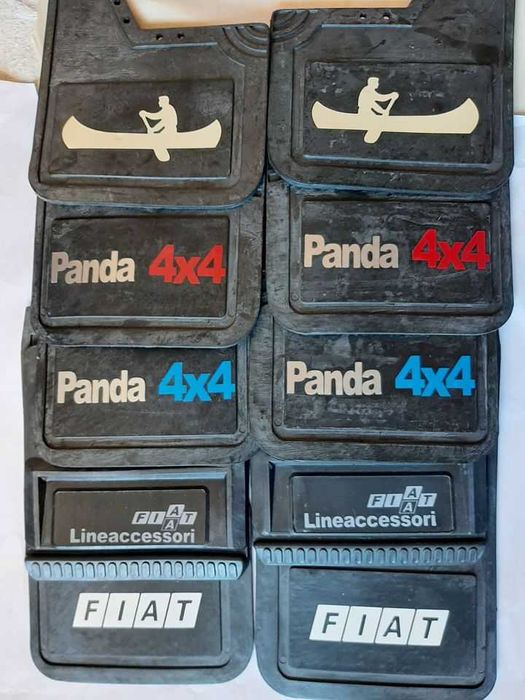 Panda 4x4
Panda 4x4
Panda 4x4
Panda 4x4
FIAT
A
Lineaccessori
FIAT
A
Lineaccessori
FIAT
FIAT